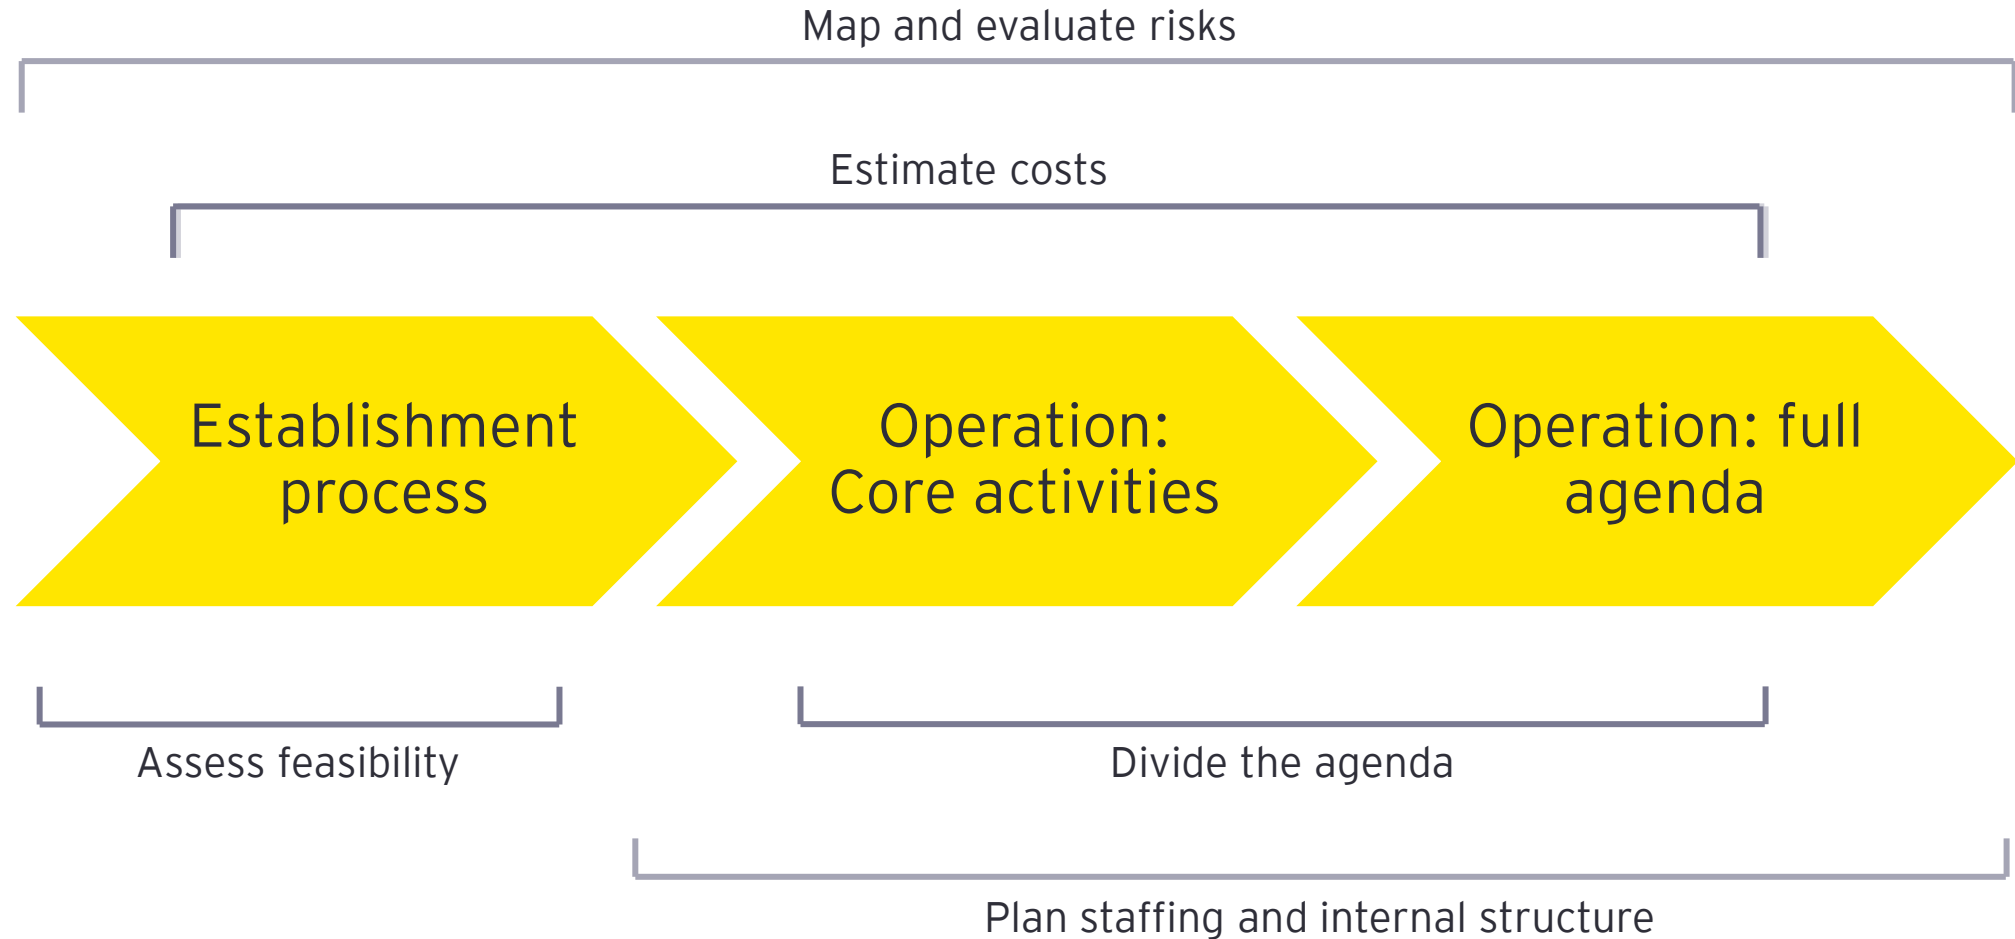 Map and evaluate risks
Estimate costs
Establishment
process
Operation:
Core activities
Operation: full
agenda
Assess feasibility
Divide the agenda
Plan staffing and internal structure